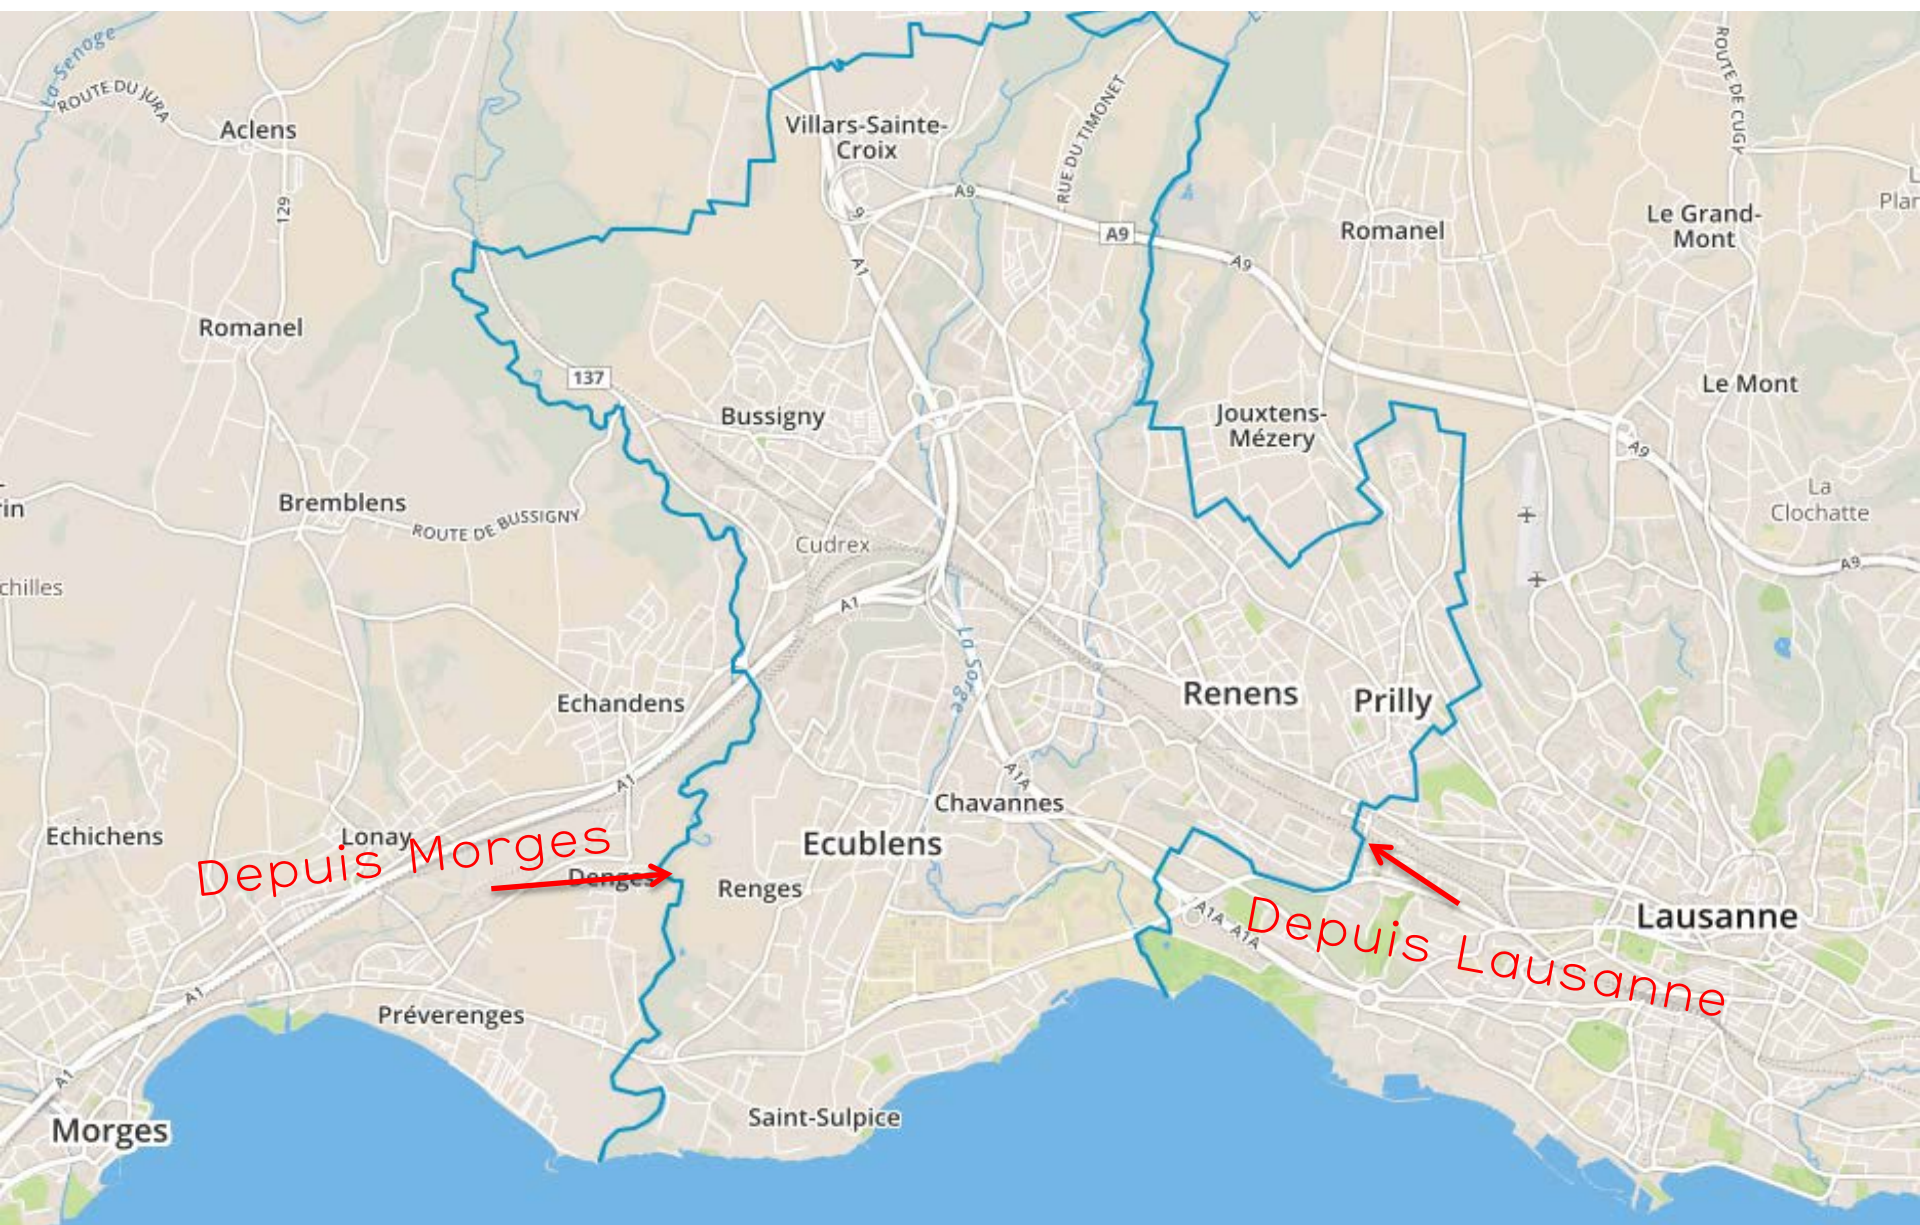 La Senoge
ROUTE DU JURA
Aclens
129
Villars-Sainte-
Croix
RUE DU TIMONET
ROUTE DE CUGY
A9
9
A9
A9
A1
Romanel
Le Grand-
Mont
Romanel
137
Bussigny
Jouxtens-
Mézery
Le Mont
A9
Bremblens
ROUTE DE BUSSIGNY
La
Clochatte
Cudrex
A9
A1
La Sorge
Echandens
Renens
Prilly
A1
A1A
Chavannes
Echichens
Lonay
Ecublens
Depuis Morges
Denges
Renges
A1A
A1A
Depuis Lausanne
Lausanne
A1
Préverenges
A1
Morges
Saint-Sulpice